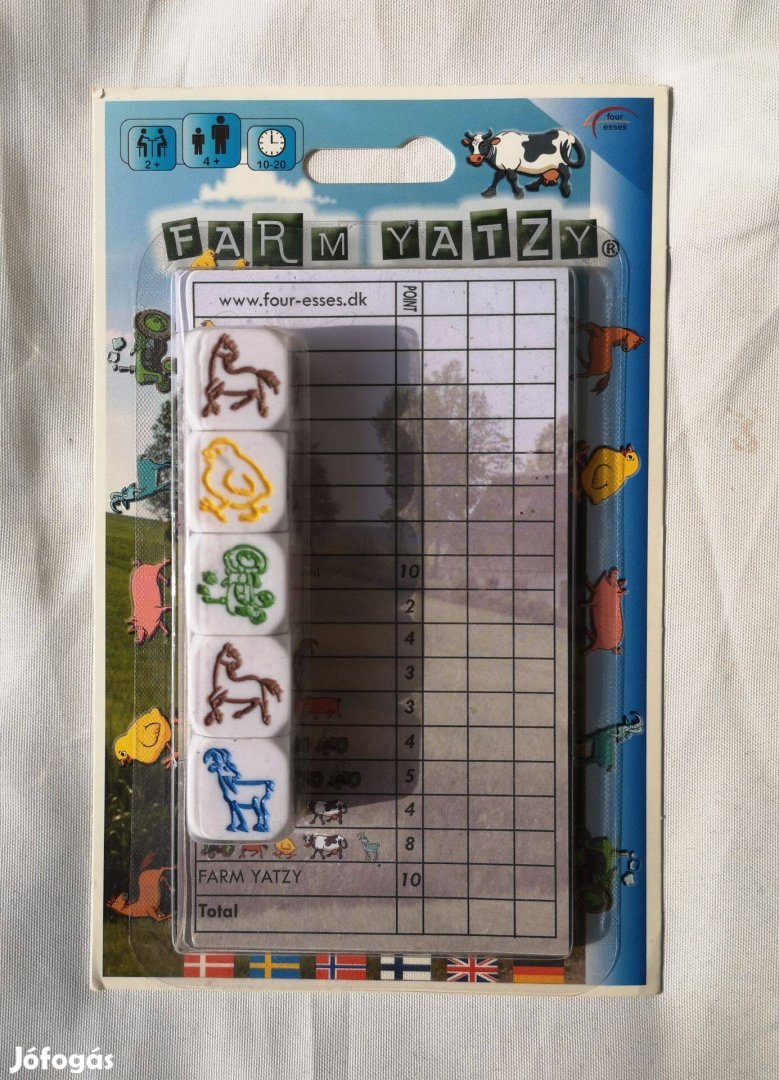 2 +
4 +
10-20
four
esses
FARM YATZY®
www.four-esses.dk
POINT
10
2
4
3
3
4
5
4
8
FARM YATZY 10
Total
Jófogás